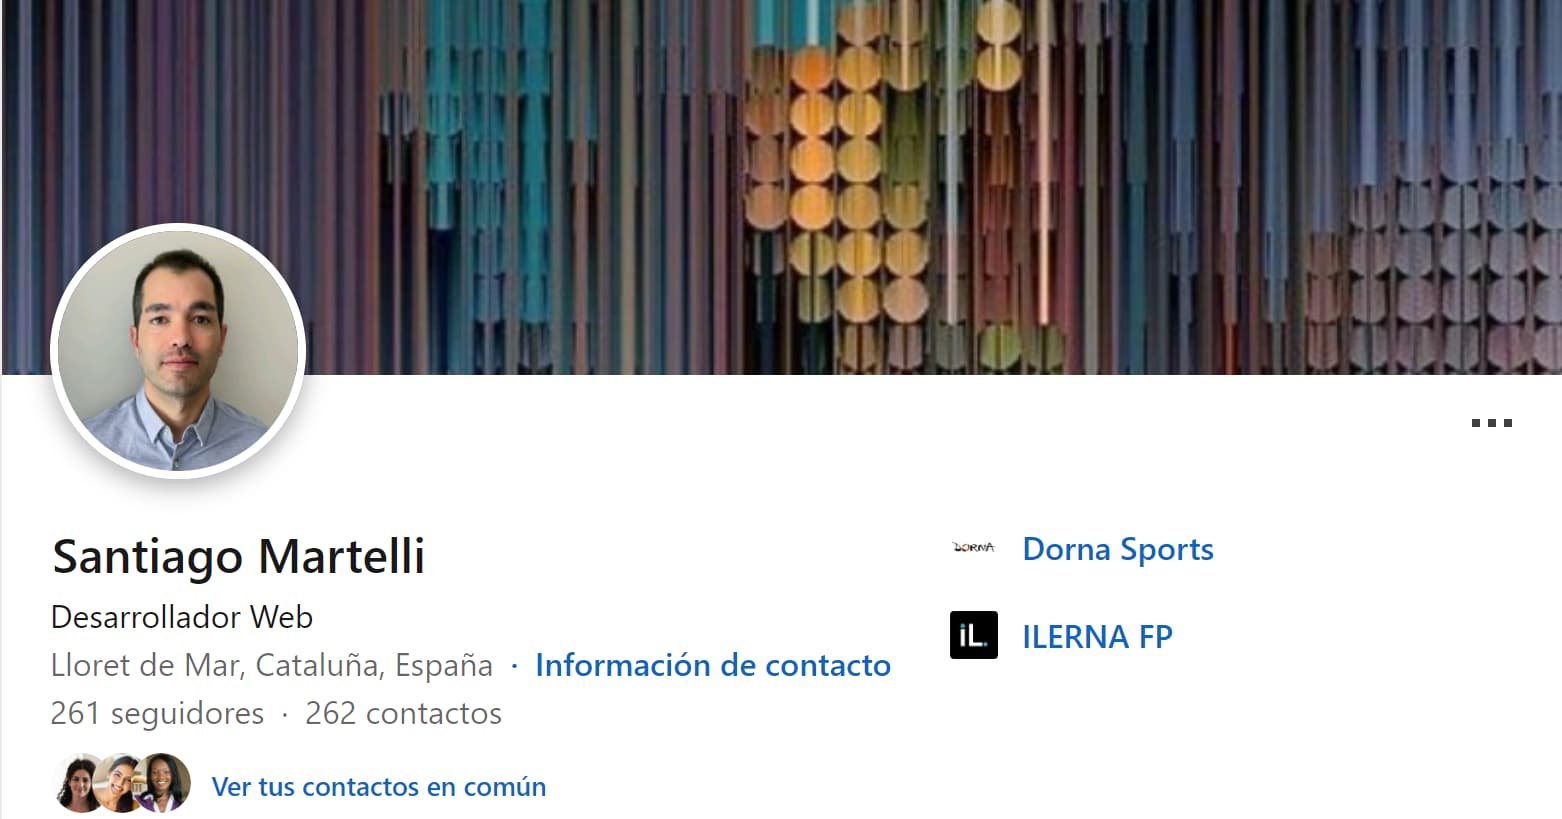 Santiago Martelli
Desarrollador Web
Lloret de Mar, Cataluña, España · Información de contacto
261 seguidores · 262 contactos
Ver tus contactos en común
DORNA Dorna Sports
iL. ILERNA FP